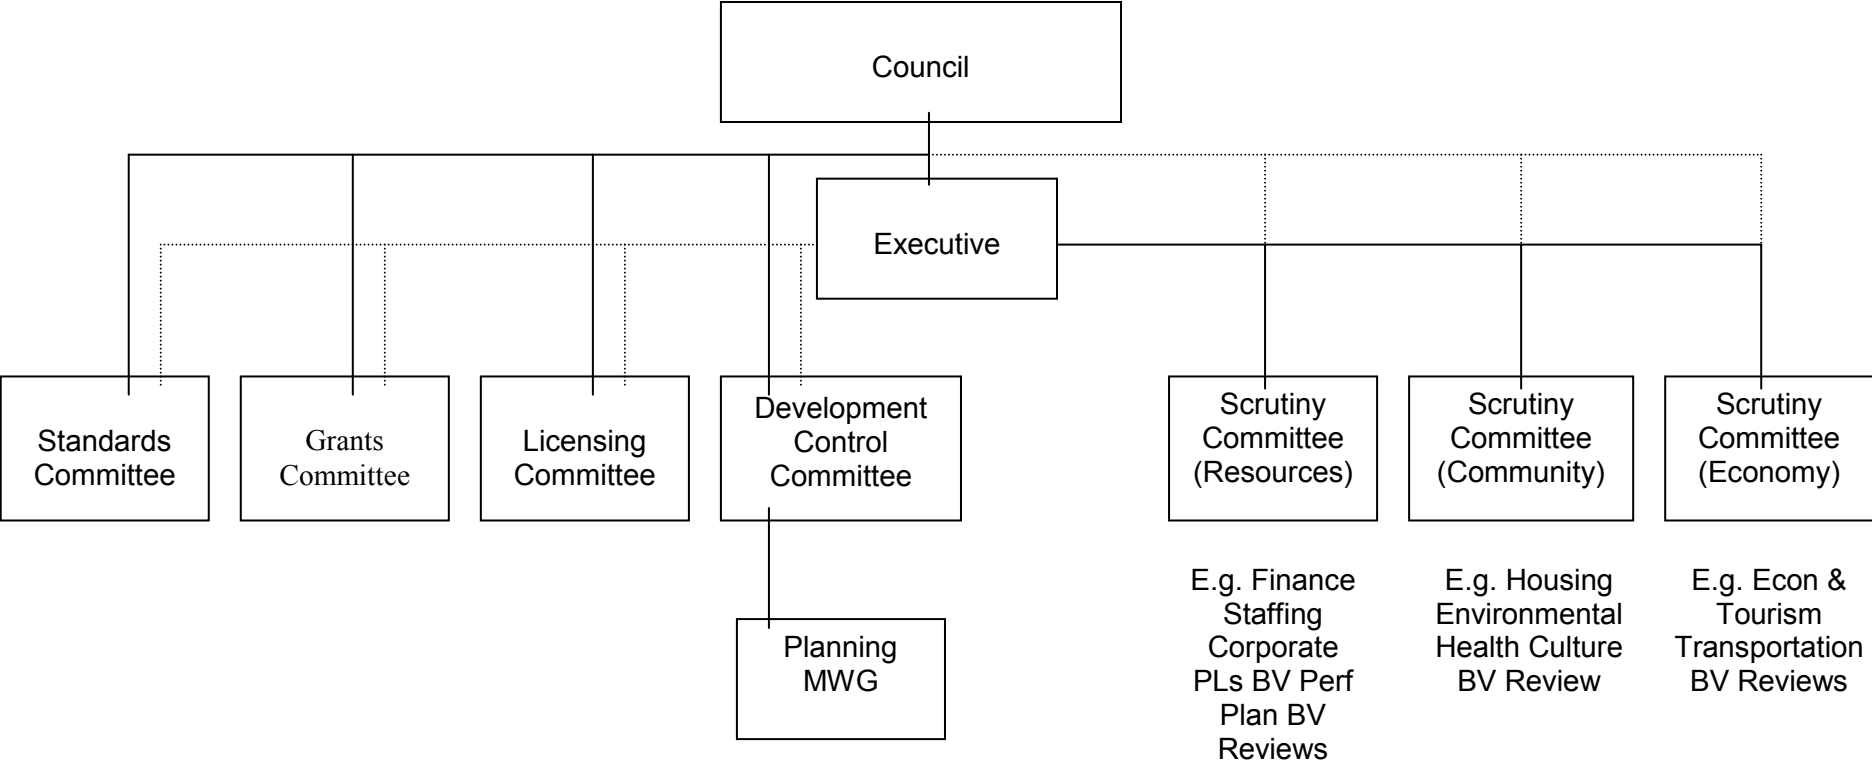 Council
Executive
Standards
Committee
Grants
Committee
Licensing
Committee
Development
Control
Committee
Scrutiny
Committee
(Resources)
Scrutiny
Committee
(Community)
Scrutiny
Committee
(Economy)
Planning
MWG
E.g. Finance
Staffing
Corporate
PLs BV Perf
Plan BV
Reviews
E.g. Housing
Environmental
Health Culture
BV Review
E.g. Econ &
Tourism
Transportation
BV Reviews